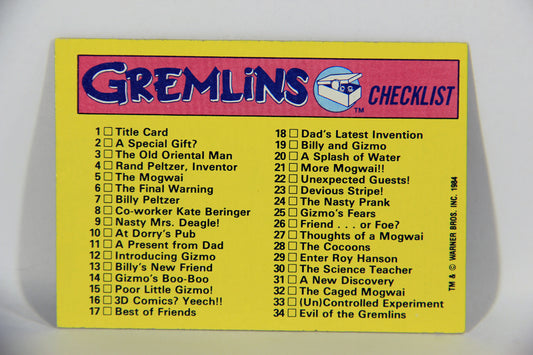 GREMLiNS
TM
CHECKLIST
1 □ Title Card
2 □ A Special Gift?
3 □ The Old Oriental Man
4 □ Rand Peltzer, Inventor
5 □ The Mogwai
6 □ The Final Warning
7 □ Billy Peltzer
8 □ Co-worker Kate Beringer
9 □ Nasty Mrs. Deagle!
10 □ At Dorry's Pub
11 □ A Present from Dad
12 □ Introducing Gizmo
13 □ Billy's New Friend
14 □ Gizmo's Boo-Boo
15 □ Poor Little Gizmo!
16 □ 3D Comics? Yeech!!
17 □ Best of Friends
18 □ Dad's Latest Invention
19 □ Billy and Gizmo
20 □ A Splash of Water
21 □ More Mogwai!!
22 □ Unexpected Guests!
23 □ Devious Stripe!
24 □ The Nasty Prank
25 □ Gizmo's Fears
26 □ Friend . . . or Foe?
27 □ Thoughts of a Mogwai
28 □ The Cocoons
29 □ Enter Roy Hanson
30 □ The Science Teacher
31 □ A New Discovery
32 □ The Caged Mogwai
33 □ (Un)Controlled Experiment
34 □ Evil of the Gremlins
TM & © WARNER BROS. INC. 1984